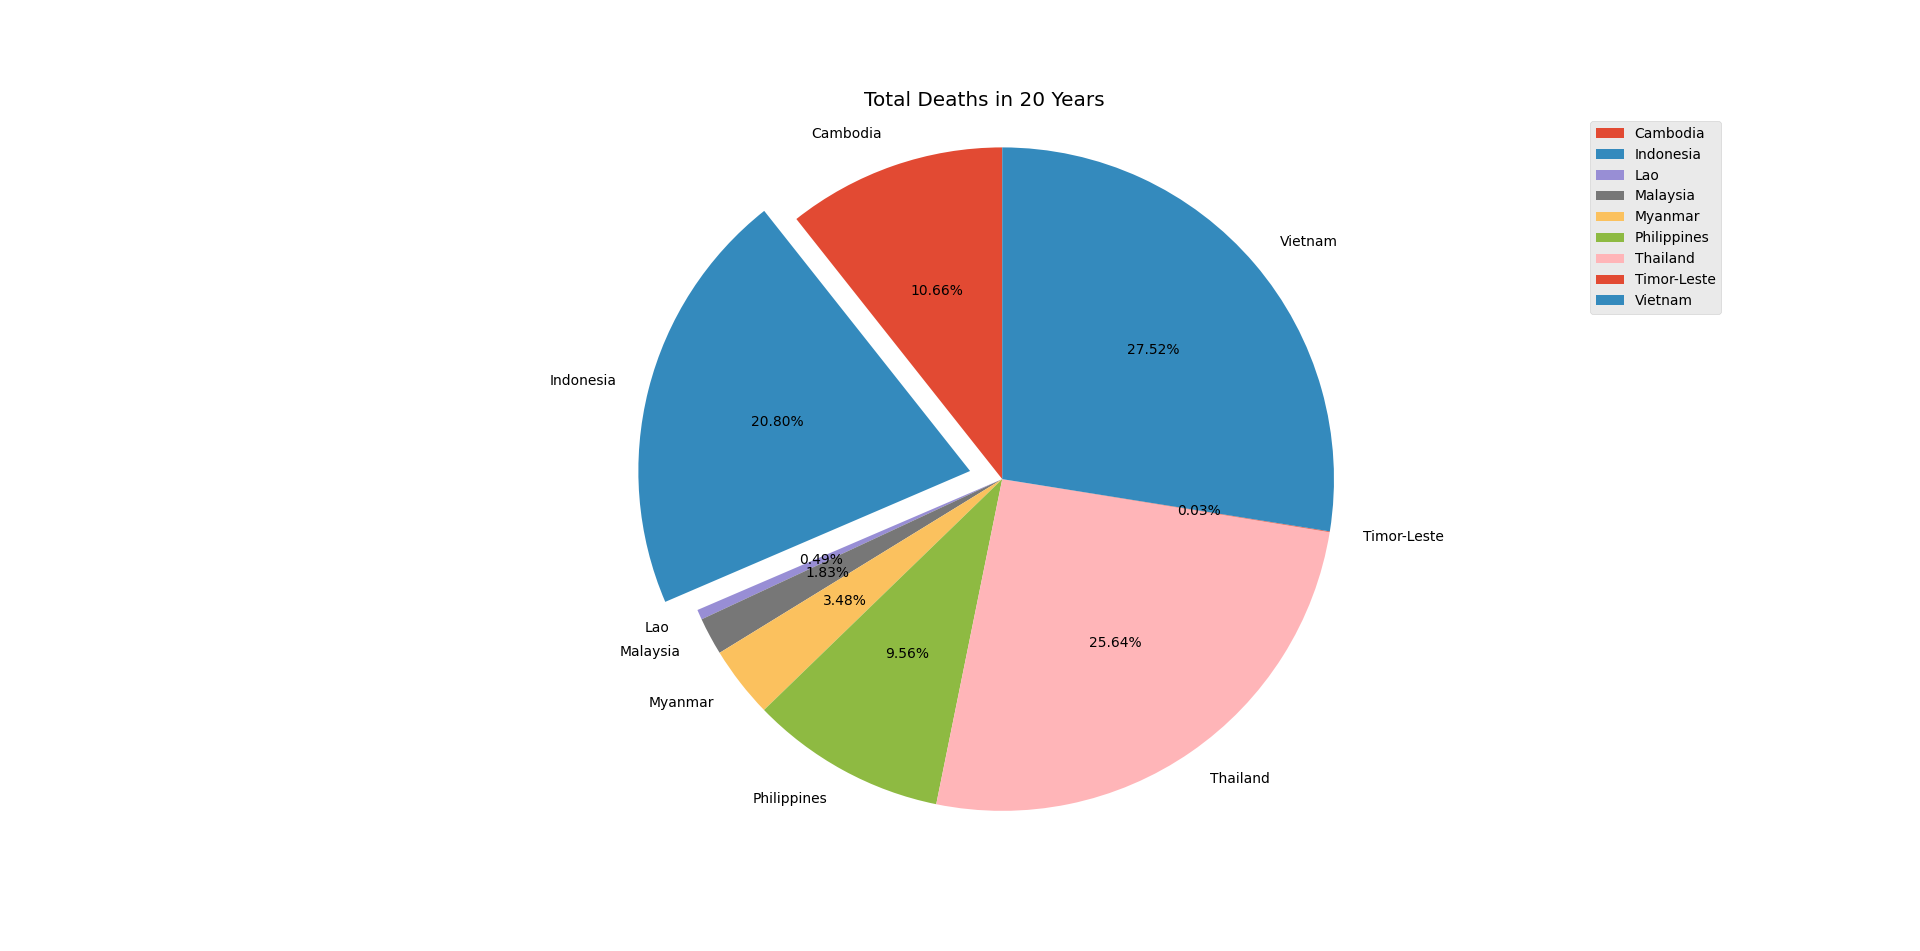 Total Deaths in 20 Years
Cambodia
Indonesia
Lao
Malaysia
Myanmar
Philippines
Thailand
Timor-Leste
Vietnam
10.66%
20.80%
0.49%
1.83%
3.48%
9.56%
25.64%
0.03%
27.52%
Cambodia
Indonesia
Lao
Malaysia
Myanmar
Philippines
Thailand
Timor-Leste
Vietnam